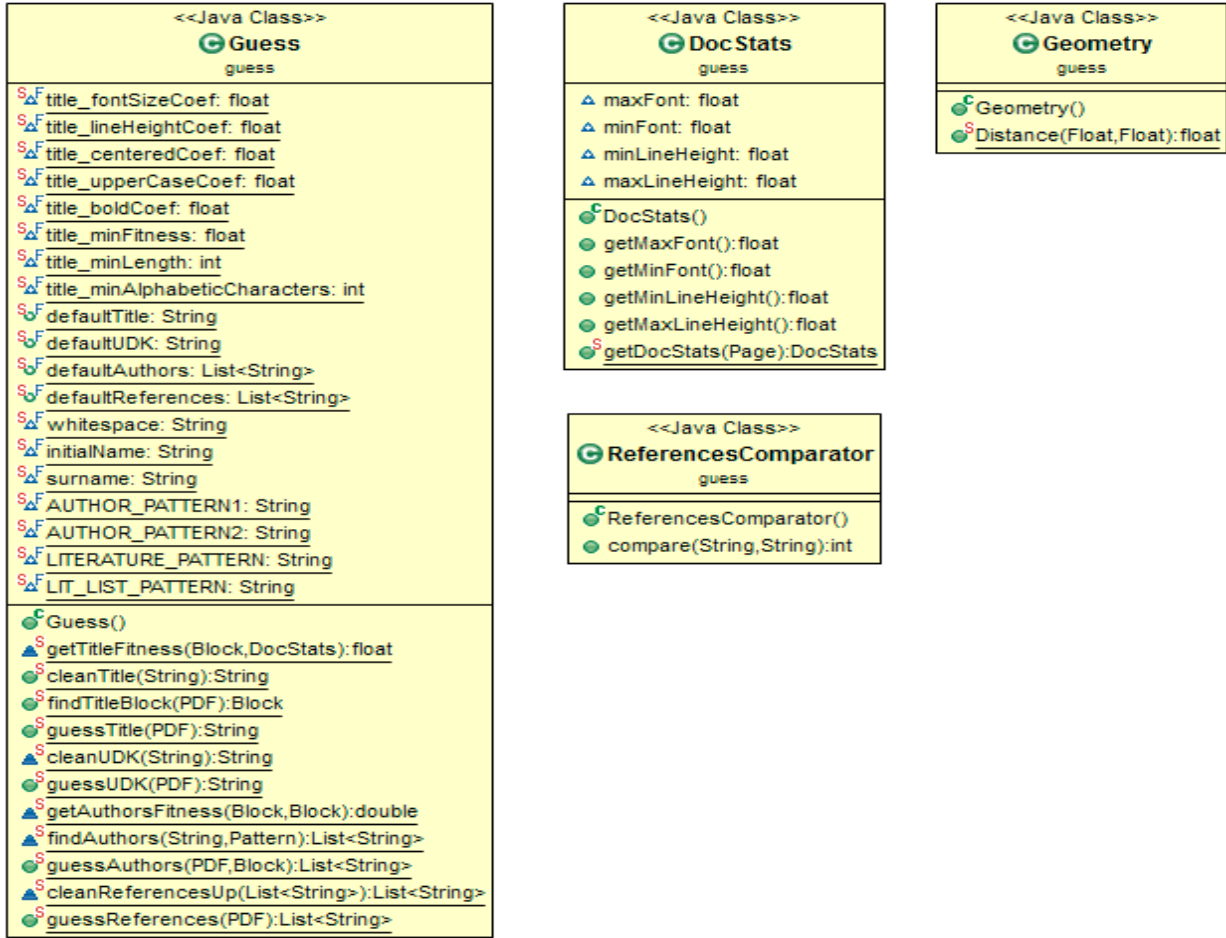 <<Java Class>>
Guess
guess
title_fontSizeCoef: float
title_lineHeightCoef: float
title_centeredCoef: float
title_upperCaseCoef: float
title_boldCoef: float
title_minFitness: float
title_minLength: int
title_minAlphabeticCharacters: int
defaultTitle: String
defaultUDK: String
defaultAuthors: List<String>
defaultReferences: List<String>
whitespace: String
initialName: String
surname: String
AUTHOR_PATTERN1: String
AUTHOR_PATTERN2: String
LITERATURE_PATTERN: String
LIT_LIST_PATTERN: String
Guess()
getTitleFitness(Block,DocStats):float
cleanTitle(String):String
findTitleBlock(PDF):Block
guessTitle(PDF):String
cleanUDK(String):String
guessUDK(PDF):String
getAuthorsFitness(Block,Block):double
findAuthors(String,Pattern):List<String>
guessAuthors(PDF,Block):List<String>
cleanReferencesUp(List<String>):List<String>
guessReferences(PDF):List<String>
<<Java Class>>
DocStats
guess
maxFont: float
minFont: float
minLineHeight: float
maxLineHeight: float
DocStats()
getMaxFont():float
getMinFont():float
getMinLineHeight():float
getMaxLineHeight():float
getDocStats(Page):DocStats
<<Java Class>>
Geometry
guess
Geometry()
Distance(Float,Float):float
<<Java Class>>
ReferencesComparator
guess
ReferencesComparator()
compare(String,String):int